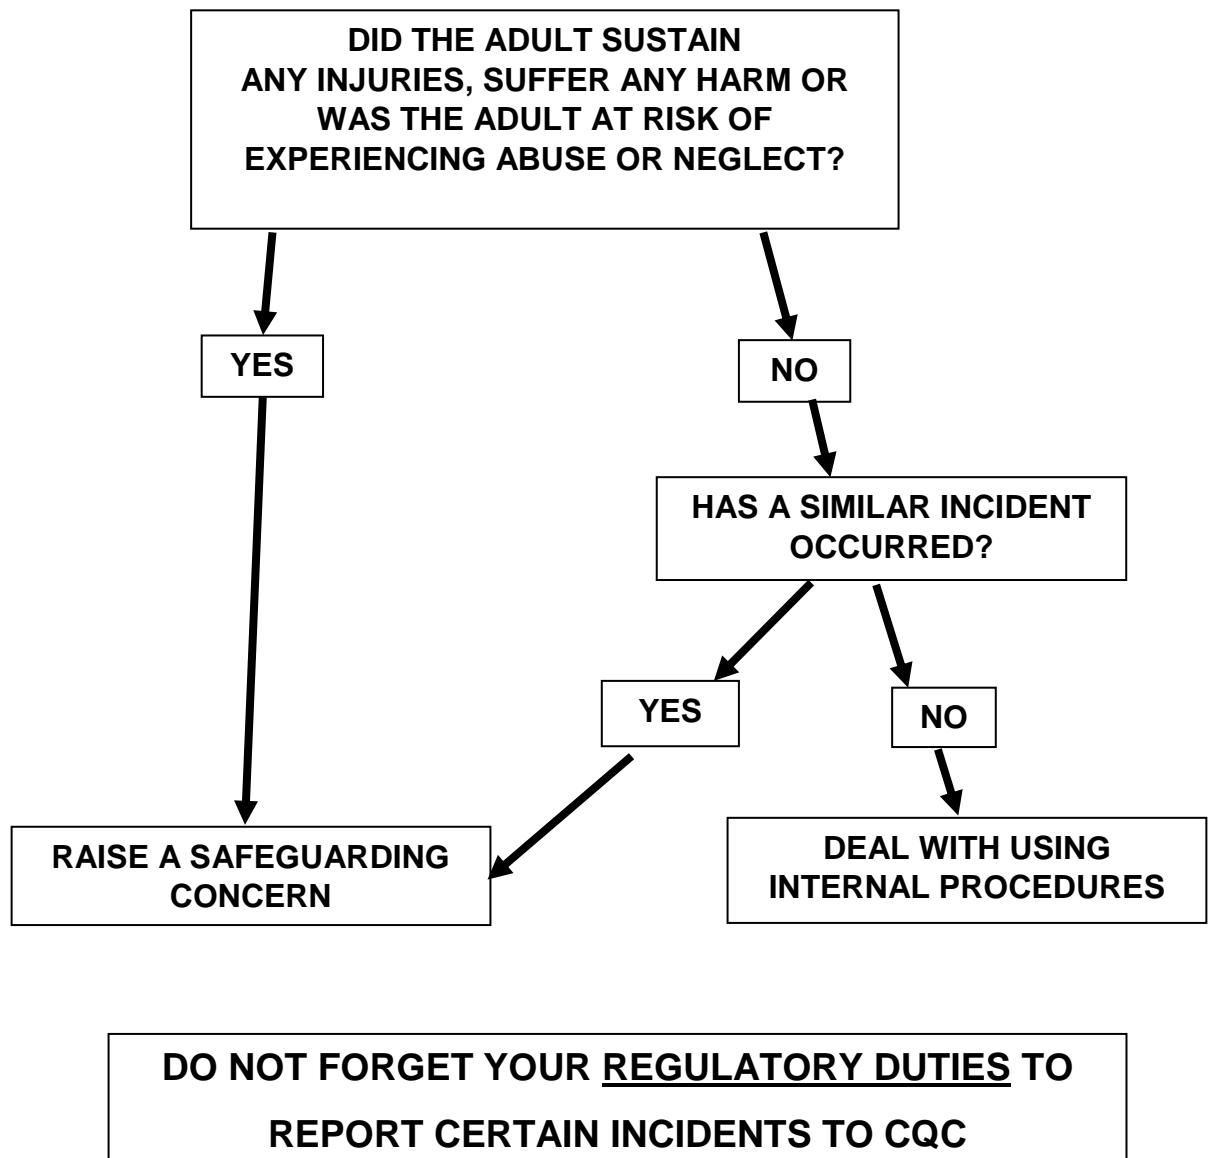 DID THE ADULT SUSTAIN
ANY INJURIES, SUFFER ANY HARM OR
WAS THE ADULT AT RISK OF
EXPERIENCING ABUSE OR NEGLECT?
YES
NO
HAS A SIMILAR INCIDENT
OCCURRED?
YES
NO
RAISE A SAFEGUARDING
CONCERN
DEAL WITH USING
INTERNAL PROCEDURES
DO NOT FORGET YOUR REGULATORY DUTIES TO
REPORT CERTAIN INCIDENTS TO CQC